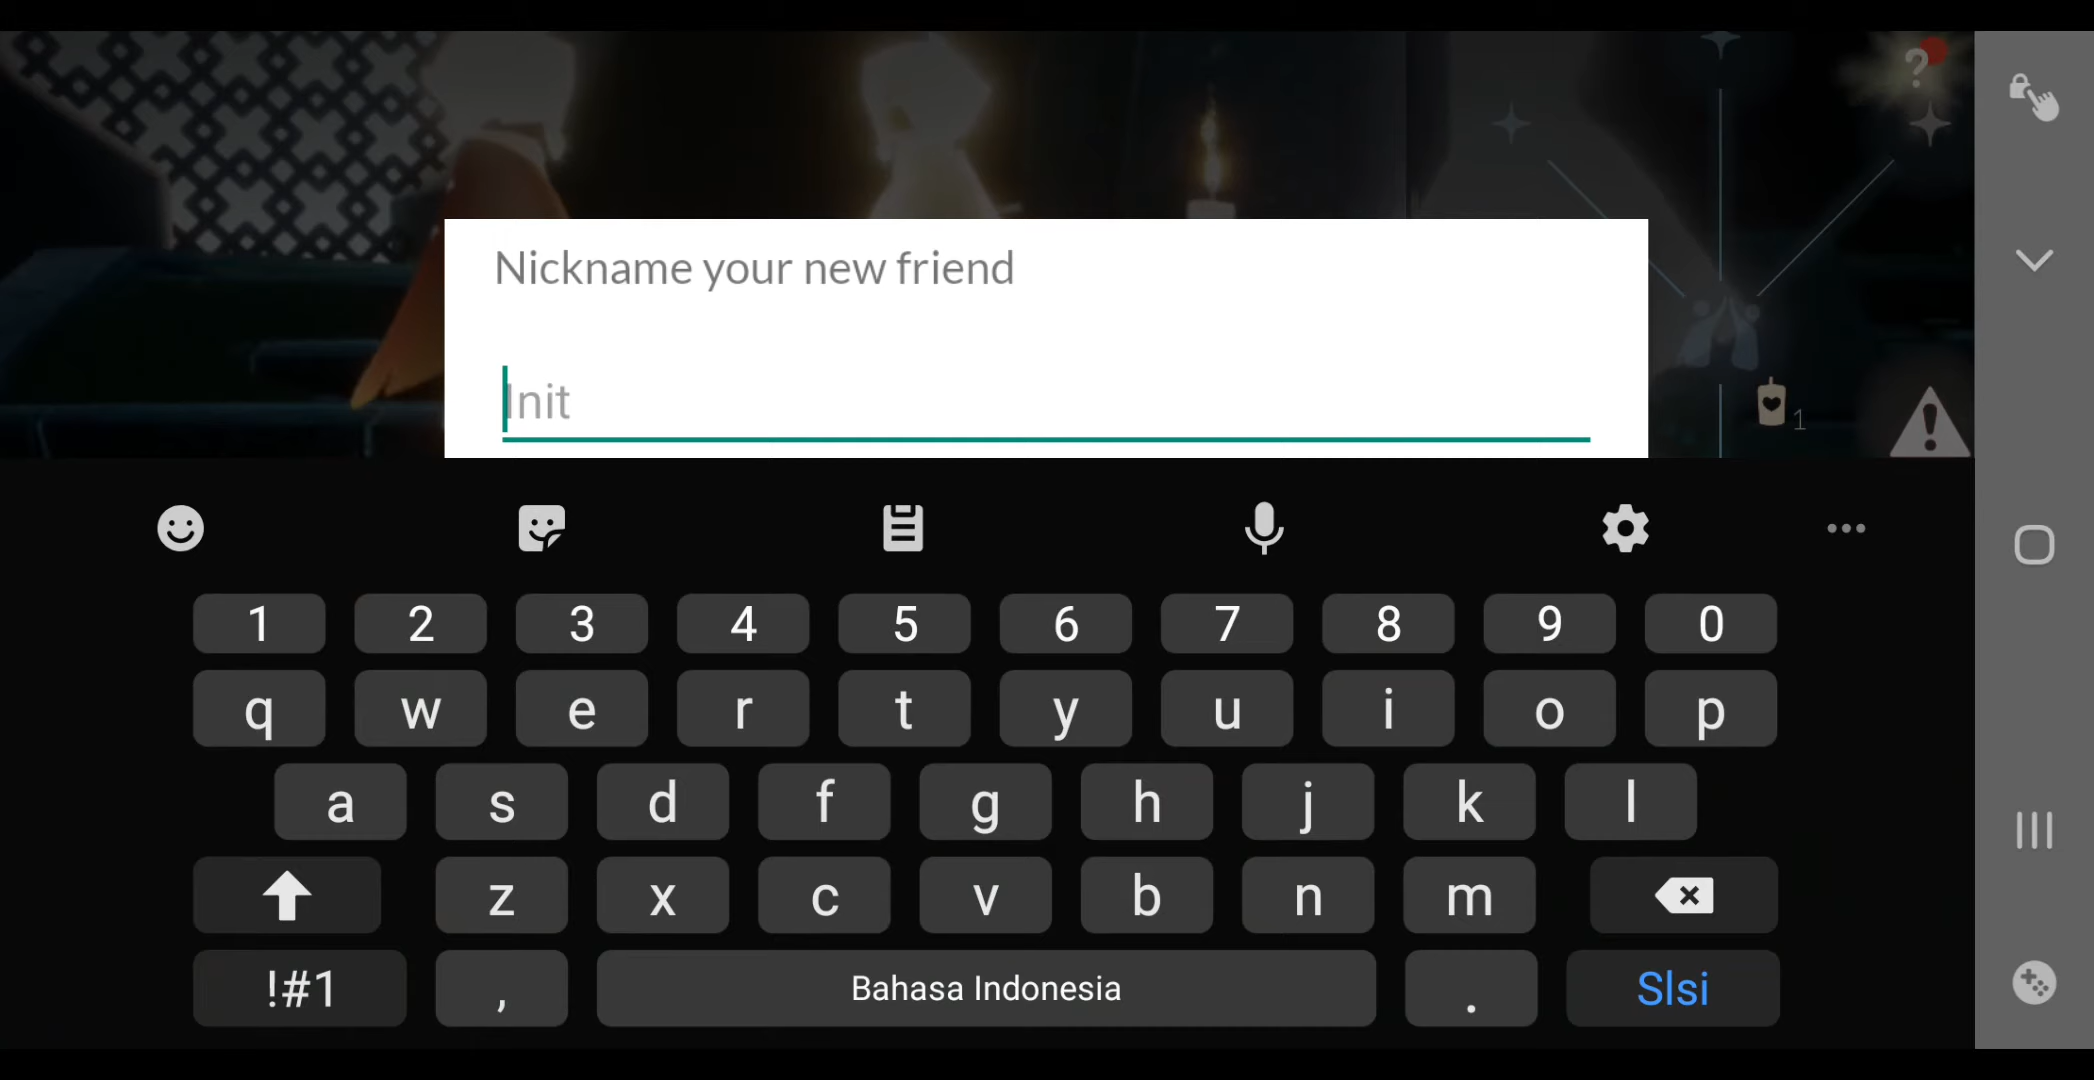 ?
Nickname your new friend
Init
1
1 2 3 4 5 6 7 8 9 0
q w e r t y u i o p
a s d f g h j k l
z x c v b n m
!#1 , Bahasa Indonesia . Slsi